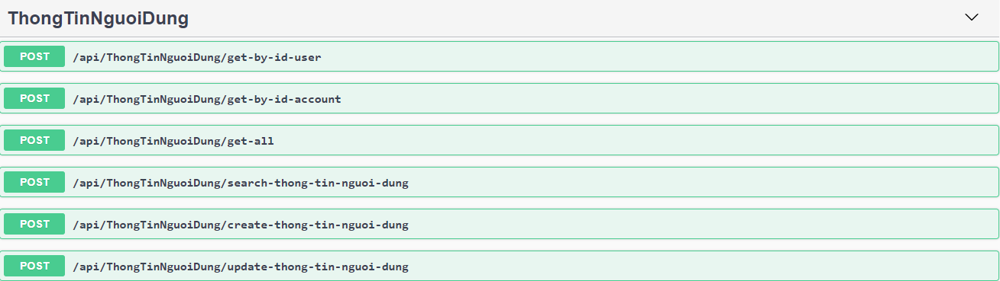 ThongTinNguoiDung
POST /api/ThongTinNguoiDung/get-by-id-user
POST /api/ThongTinNguoiDung/get-by-id-account
POST /api/ThongTinNguoiDung/get-all
POST /api/ThongTinNguoiDung/search-thong-tin-nguoi-dung
POST /api/ThongTinNguoiDung/create-thong-tin-nguoi-dung
POST /api/ThongTinNguoiDung/update-thong-tin-nguoi-dung